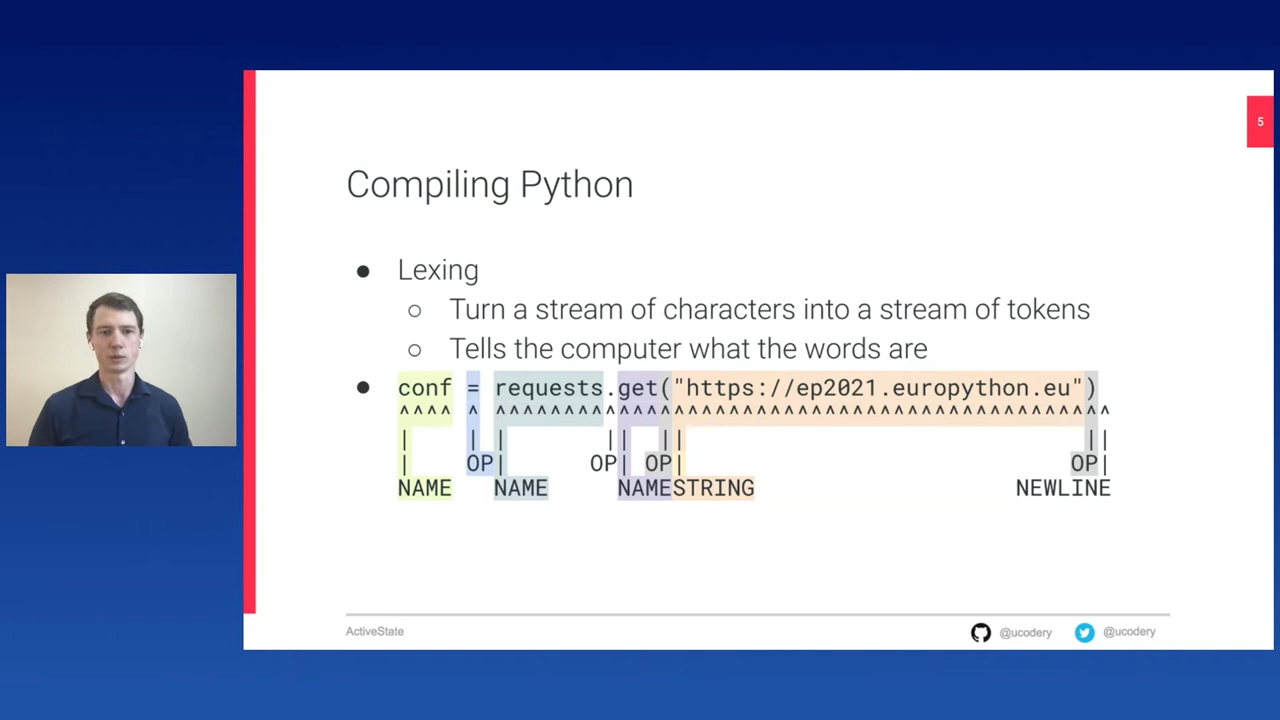 5
Compiling Python
● Lexing
○ Turn a stream of characters into a stream of tokens
○ Tells the computer what the words are
● conf = requests.get("https://ep2021.europython.eu")
^^^^ ^ ^^^^^^^^^^^^^^^^^^^^^^^^^^^^^^^^^^^^^^^^^^^^
| | | || || ||
| OP| OP| OP| OP|
NAME NAME NAMESTRING NEWLINE
ActiveState @ucodery @ucodery